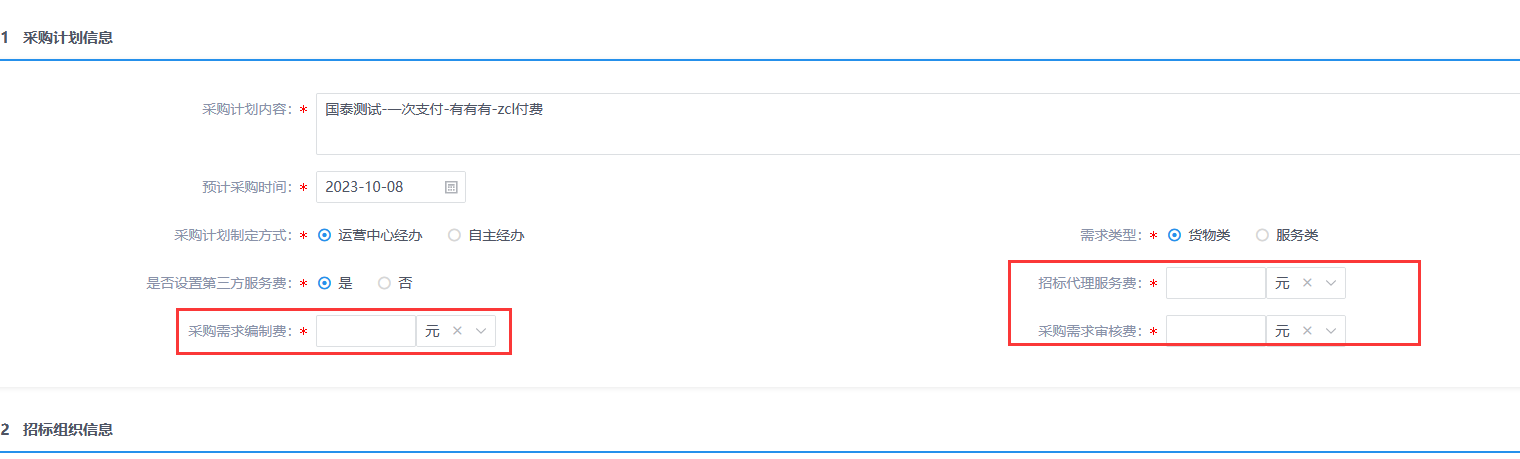 1 采购计划信息
采购计划内容：* 国泰测试-一次支付-有有有-zcl付费
预计采购时间：* 2023-10-08
采购计划制定方式：* 运营中心经办 自主经办 需求类型：* 货物类 服务类
是否设置第三方服务费：* 是 否 招标代理服务费：* 元
采购需求编制费：* 元 采购需求审核费：* 元
2 招标组织信息